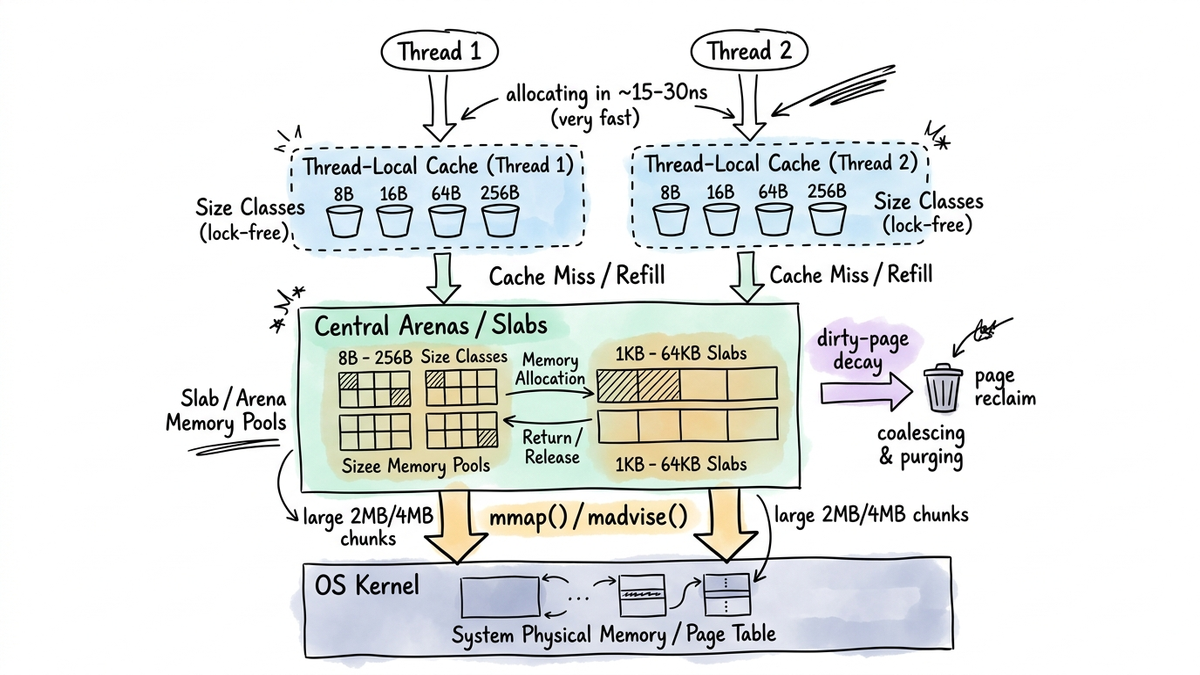 Thread 1
Thread 2
allocating in ~15-30ns
(very fast)
Thread-Local Cache (Thread 1)
8B 16B 64B 256B
Size Classes
(lock-free)
Thread-Local Cache (Thread 2)
8B 16B 64B 256B
Size Classes
(lock-free)
Cache Miss / Refill
Cache Miss / Refill
Central Arenas / Slabs
8B - 256B Size Classes
Sizee Memory Pools
Memory
Allocation
Return /
Release
1KB - 64KB Slabs
1KB - 64KB Slabs
Slab / Arena
Memory Pools
dirty-page
decay
page
reclaim
coalescing
& purging
large 2MB/4MB
chunks
mmap() / madvise()
large 2MB/4MB chunks
OS Kernel
...
System Physical Memory / Page Table